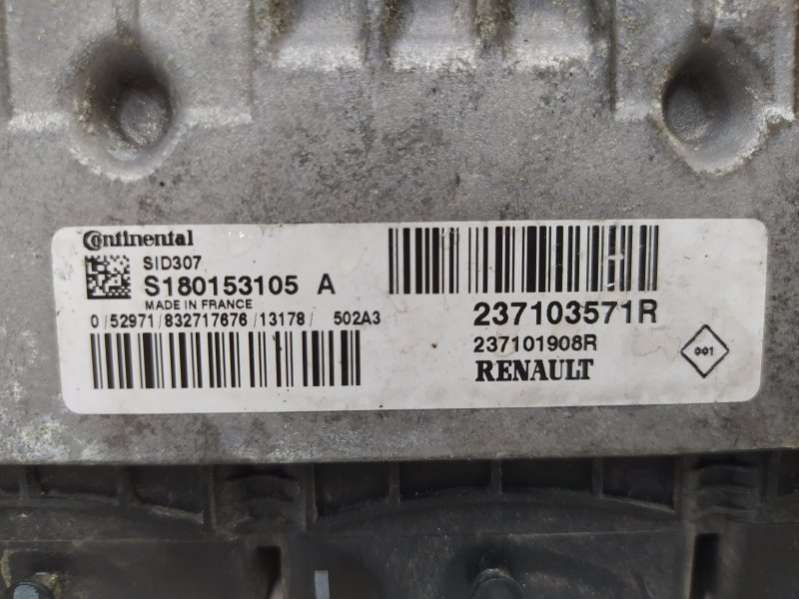 Continental
SID307
S180153105 A
MADE IN FRANCE
0/52971/832717676/13178/ 502A3
237103571R
237101908R
RENAULT
001